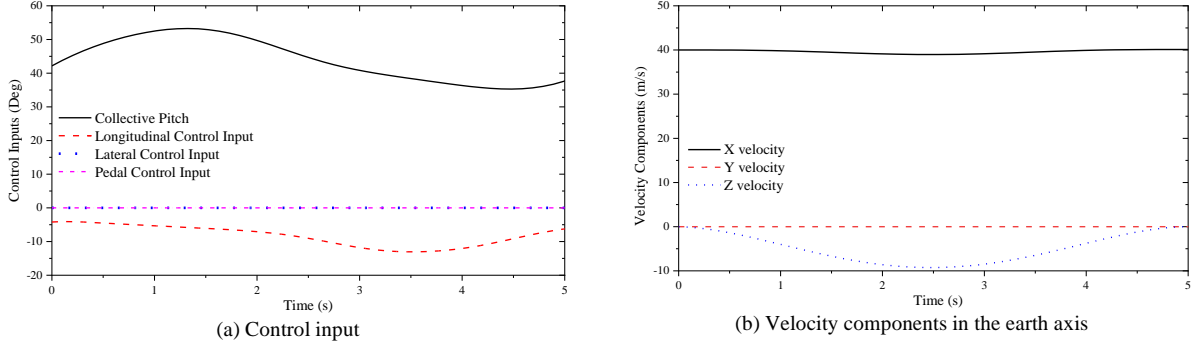 60
50
40
30
20
10
0
-10
-20
Control Inputs (Deg)
Collective Pitch
Longitudinal Control Input
Lateral Control Input
Pedal Control Input
0 1 2 3 4 5
Time (s)
(a) Control input
50
40
30
20
10
0
-10
Velocity Components (m/s)
X velocity
Y velocity
Z velocity
0 1 2 3 4 5
Time (s)
(b) Velocity components in the earth axis